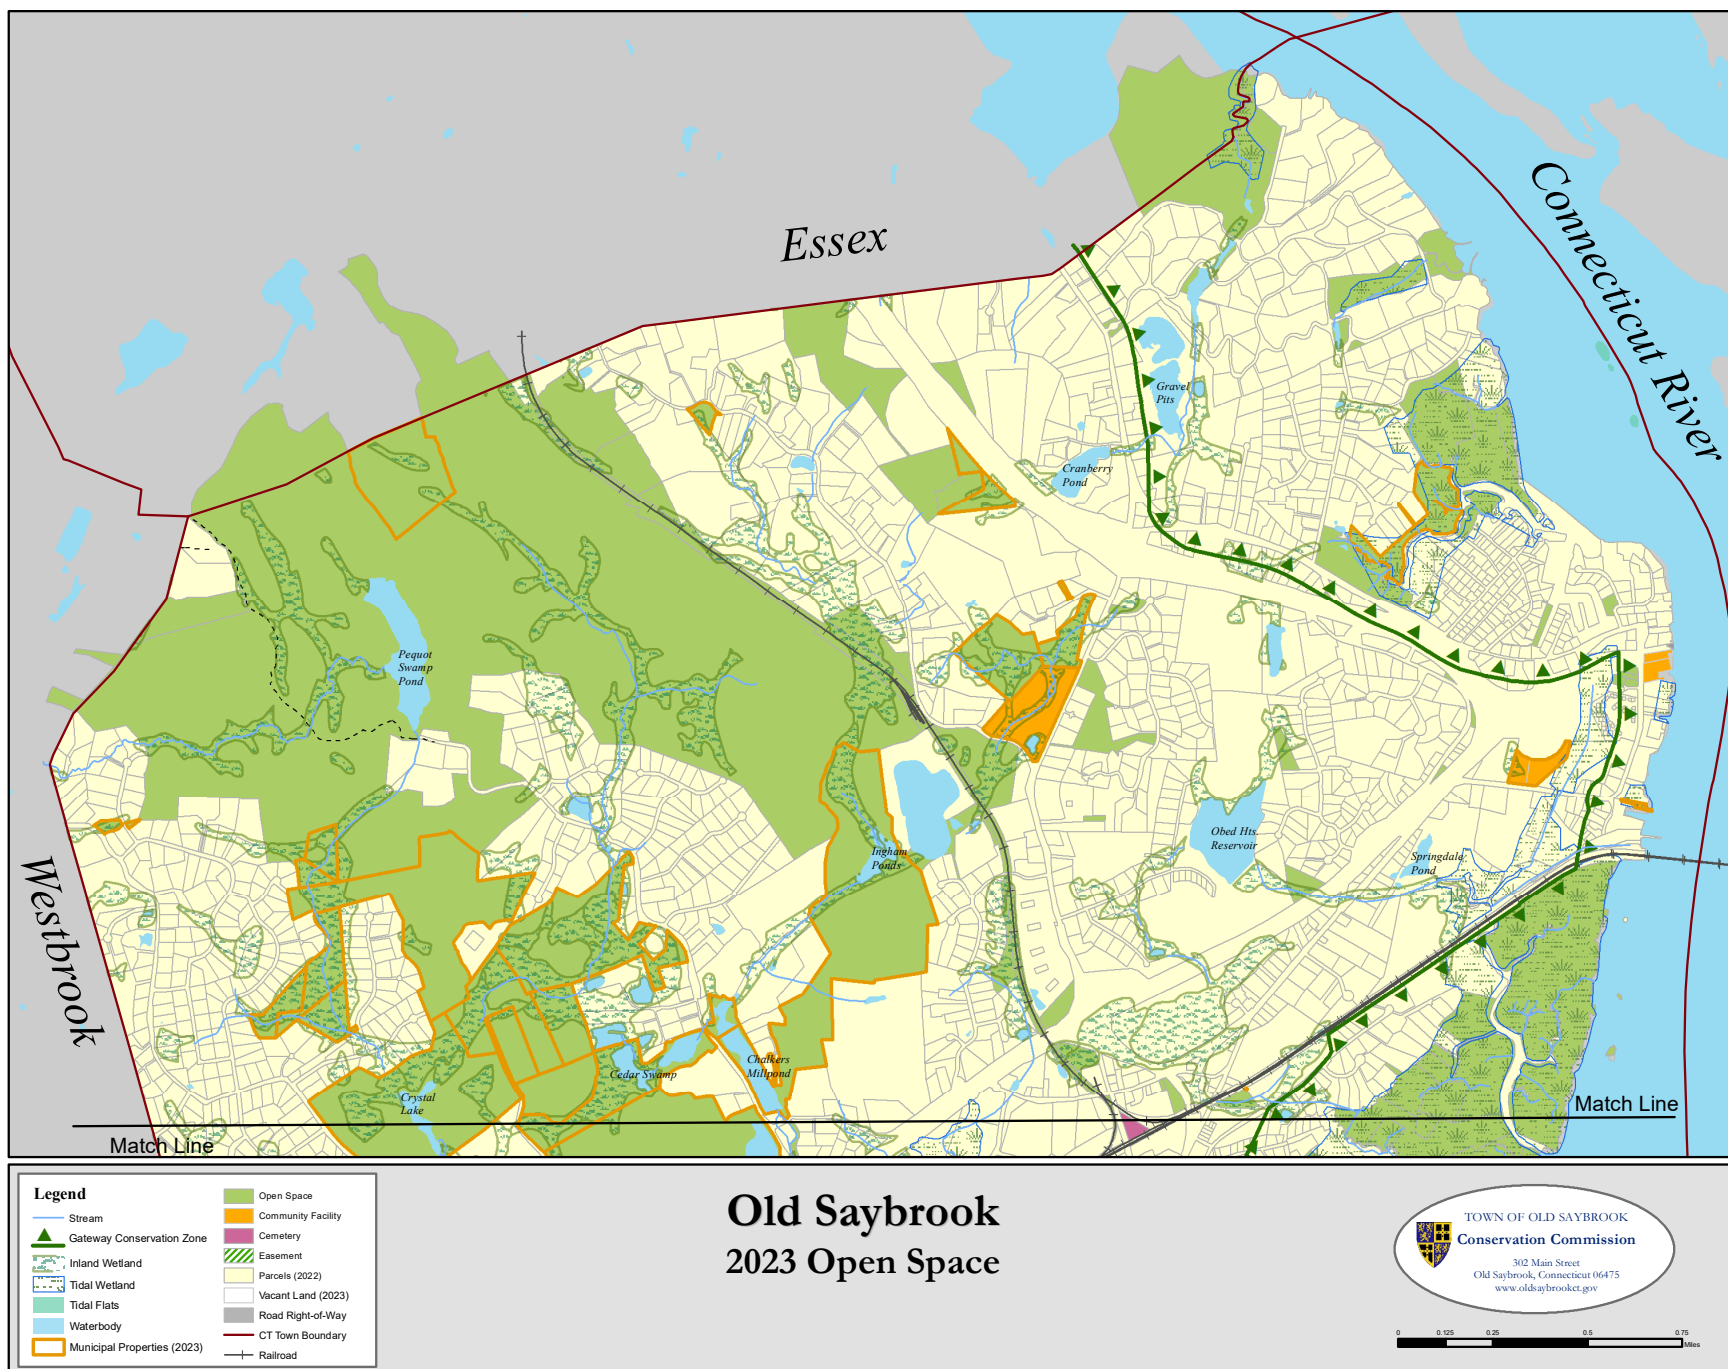 Essex
Connecticut River
Gravel
Pits
Cranberry
Pond
Pequot
Swamp
Pond
Obed Hts.
Reservoir
Springdale
Pond
Ingham
Ponds
Westbrook
Chalkers
Millpond
Cedar Swamp
Crystal
Lake
Match Line
Match Line
Legend
Stream
Gateway Conservation Zone
Inland Wetland
Tidal Wetland
Tidal Flats
Waterbody
Municipal Properties (2023)
Open Space
Community Facility
Cemetery
Easement
Parcels (2022)
Vacant Land (2023)
Road Right-of-Way
CT Town Boundary
Railroad
Old Saybrook
2023 Open Space
TOWN OF OLD SAYBROOK
Conservation Commission
302 Main Street
Old Saybrook, Connecticut 06475
www.oldsaybrookct.gov
0 0.125 0.25 0.5 0.75
Miles